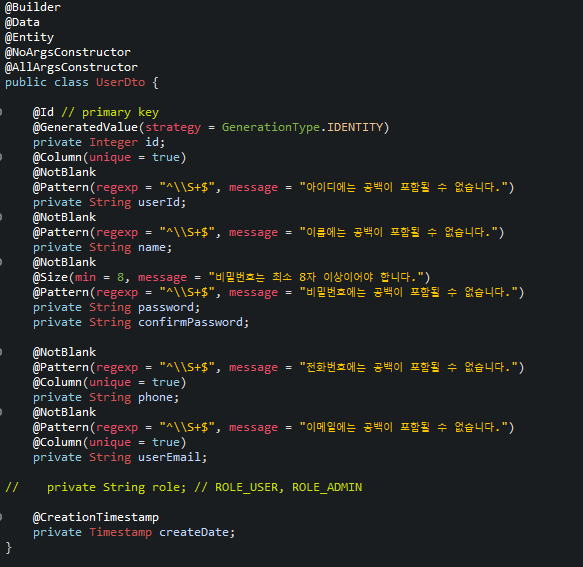 @Builder
@Data
@Entity
@NoArgsConstructor
@AllArgsConstructor
public class UserDto {
@Id // primary key
@GeneratedValue(strategy = GenerationType.IDENTITY)
private Integer id;
@Column(unique = true)
@NotBlank
@Pattern(regexp = "^\\S+$", message = "아이디에는 공백이 포함될 수 없습니다.")
private String userId;
@NotBlank
@Pattern(regexp = "^\\S+$", message = "이름에는 공백이 포함될 수 없습니다.")
private String name;
@NotBlank
@Size(min = 8, message = "비밀번호는 최소 8자 이상이어야 합니다.")
@Pattern(regexp = "^\\S+$", message = "비밀번호에는 공백이 포함될 수 없습니다.")
private String password;
private String confirmPassword;
@NotBlank
@Pattern(regexp = "^\\S+$", message = "전화번호에는 공백이 포함될 수 없습니다.")
@Column(unique = true)
private String phone;
@NotBlank
@Pattern(regexp = "^\\S+$", message = "이메일에는 공백이 포함될 수 없습니다.")
@Column(unique = true)
private String userEmail;
// private String role; // ROLE_USER, ROLE_ADMIN
@CreationTimestamp
private Timestamp createDate;
}